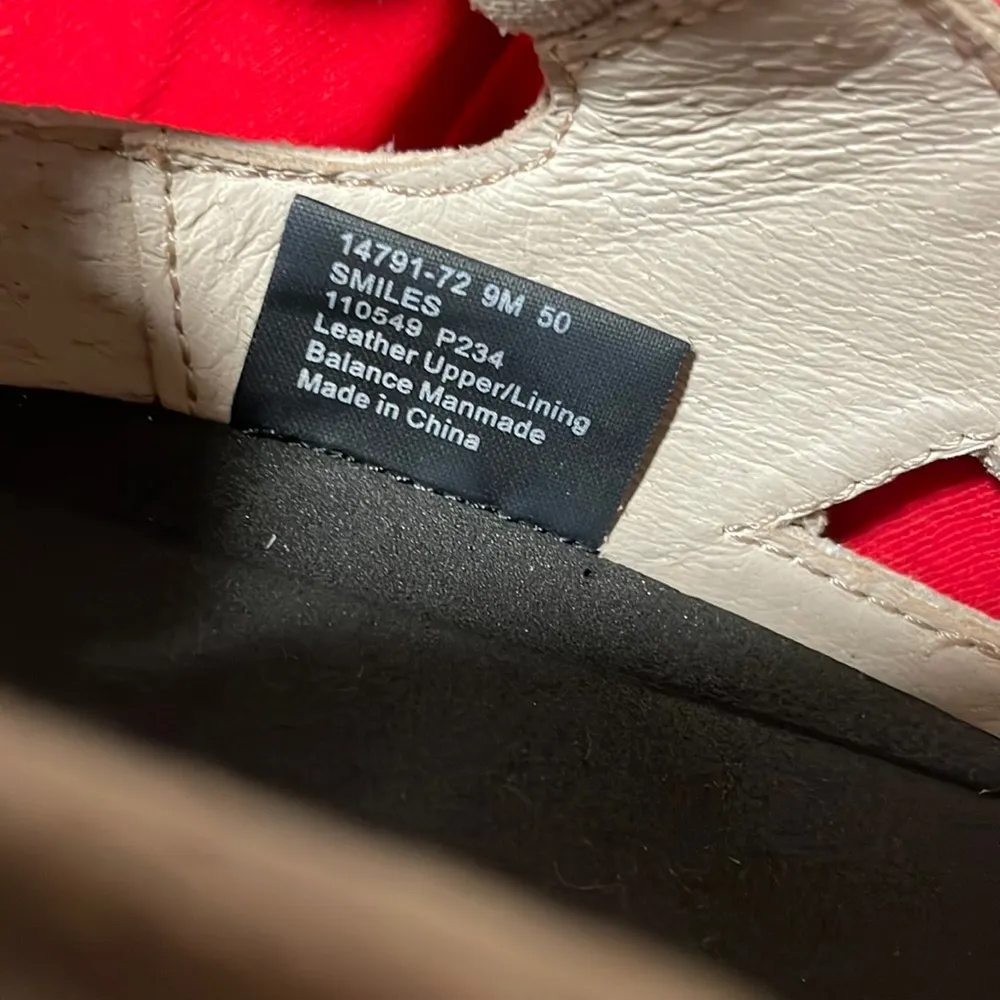 14791-72 9M 50
SMILES
110549 P234
Leather Upper/Lining
Balance Manmade
Made in China